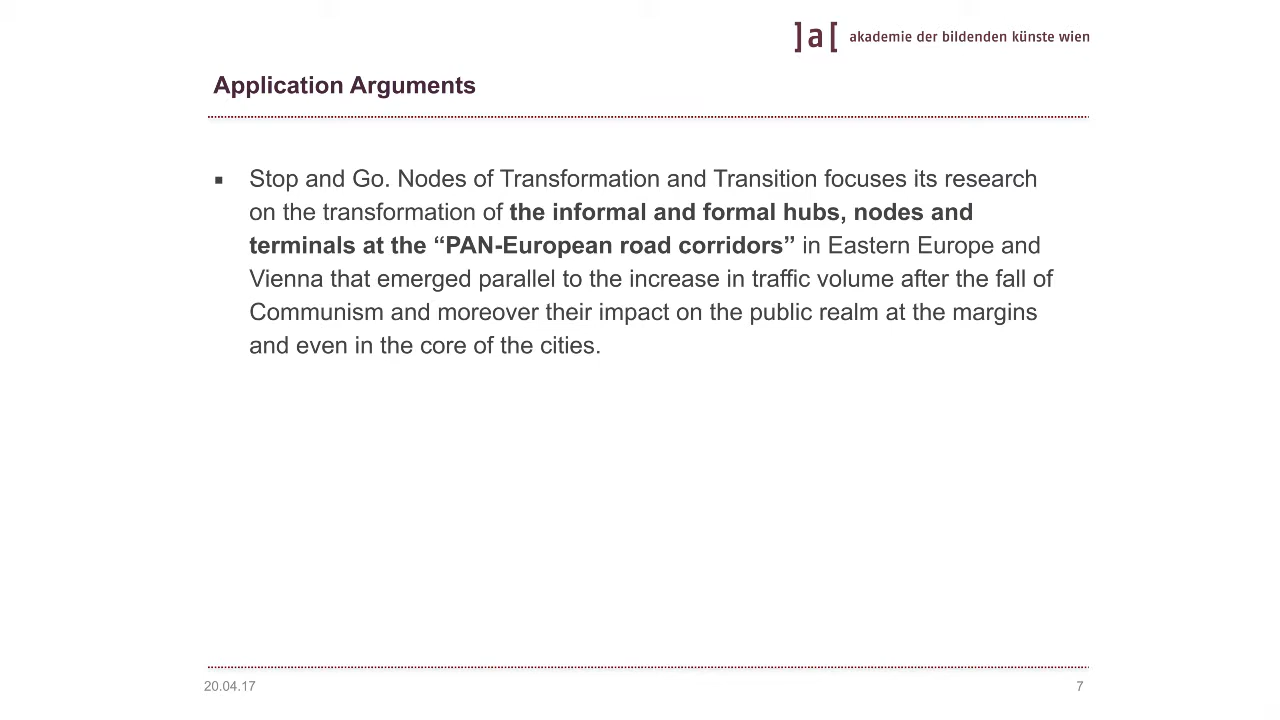 ]a[ akademie der bildenden künste wien
Application Arguments
▪ Stop and Go. Nodes of Transformation and Transition focuses its research
on the transformation of the informal and formal hubs, nodes and
terminals at the “PAN-European road corridors” in Eastern Europe and
Vienna that emerged parallel to the increase in traffic volume after the fall of
Communism and moreover their impact on the public realm at the margins
and even in the core of the cities.
20.04.17 7